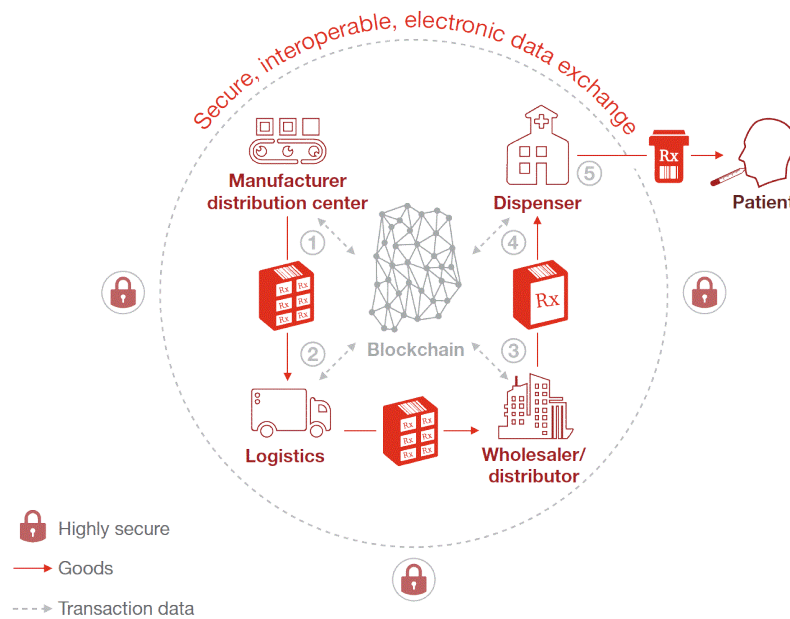 Secure, interoperable, electronic data exchange
Manufacturer
distribution center
Dispenser
5
Rx
Patient
1
4
Rx Rx
Rx Rx
Rx Rx
Rx
Blockchain
2
3
Logistics
Rx Rx
Rx Rx
Rx Rx
Wholesaler/
distributor
Highly secure
Goods
Transaction data